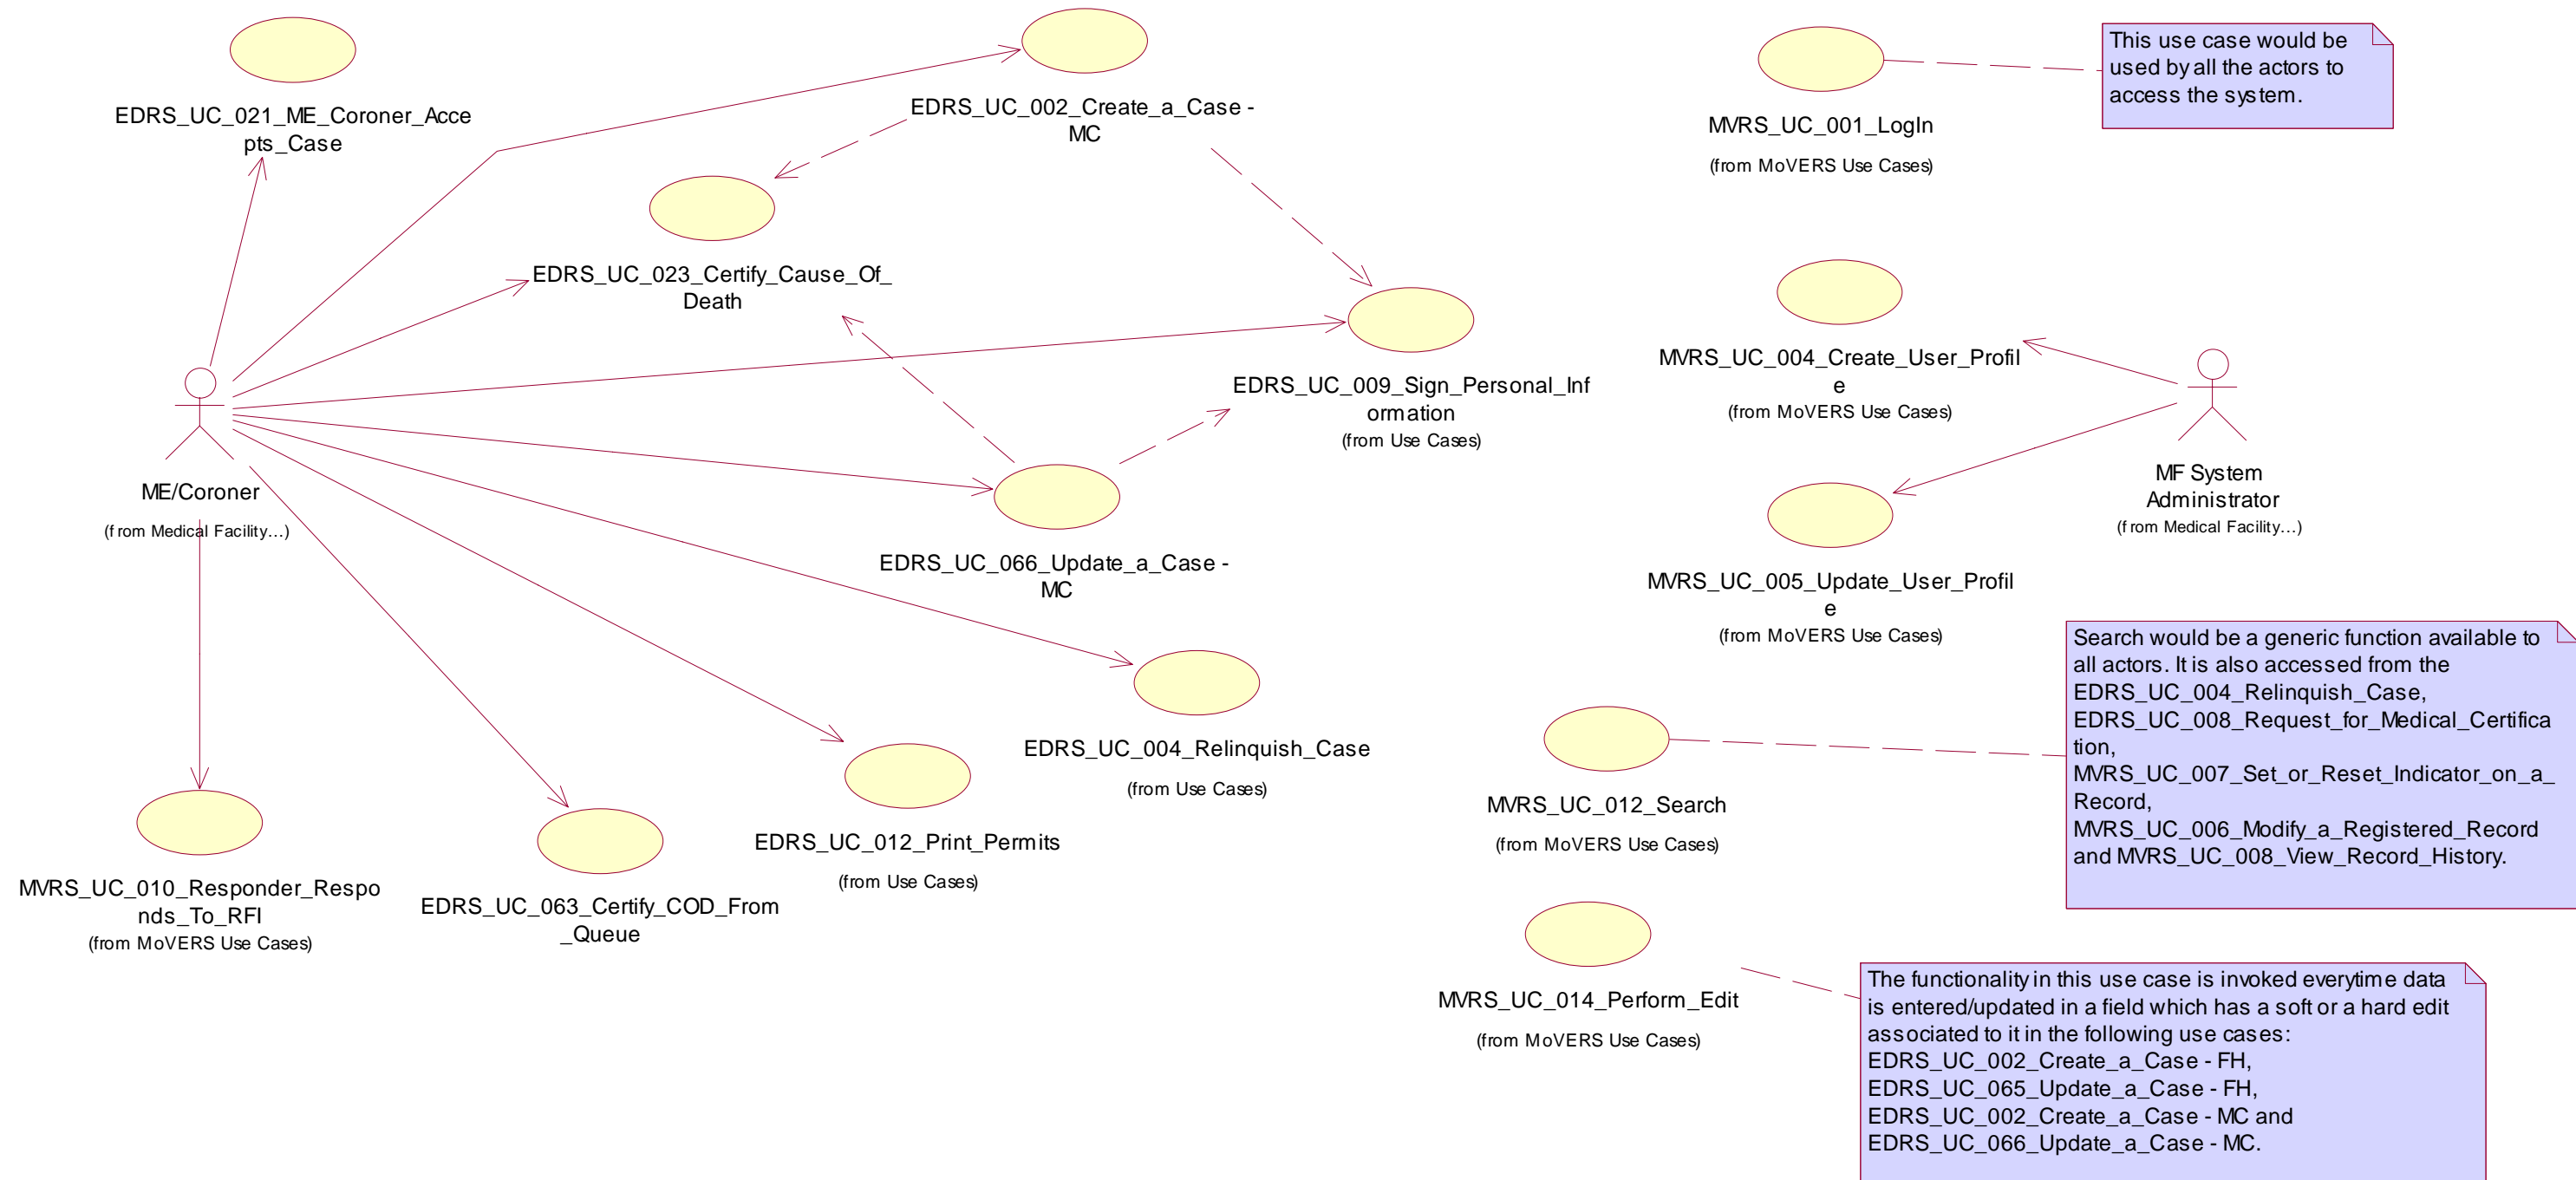 EDRS_UC_021_ME_Coroner_Acce
pts_Case
EDRS_UC_002_Create_a_Case -
MC
MVRS_UC_001_LogIn
(from MoVERS Use Cases)
This use case would be
used by all the actors to
access the system.
EDRS_UC_023_Certify_Cause_Of_
Death
EDRS_UC_009_Sign_Personal_Inf
ormation
(from Use Cases)
MVRS_UC_004_Create_User_Profil
e
(from MoVERS Use Cases)
ME/Coroner
(from Medical Facility...)
MF System
Administrator
(from Medical Facility...)
EDRS_UC_066_Update_a_Case -
MC
MVRS_UC_005_Update_User_Profil
e
(from MoVERS Use Cases)
Search would be a generic function available to
all actors. It is also accessed from the
EDRS_UC_004_Relinquish_Case,
EDRS_UC_008_Request_for_Medical_Certifica
tion,
MVRS_UC_007_Set_or_Reset_Indicator_on_a_
Record,
MVRS_UC_006_Modify_a_Registered_Record
and MVRS_UC_008_View_Record_History.
EDRS_UC_004_Relinquish_Case
(from Use Cases)
MVRS_UC_012_Search
(from MoVERS Use Cases)
EDRS_UC_012_Print_Permits
(from Use Cases)
MVRS_UC_010_Responder_Respo
nds_To_RFI
(from MoVERS Use Cases)
EDRS_UC_063_Certify_COD_From
_Queue
MVRS_UC_014_Perform_Edit
(from MoVERS Use Cases)
The functionality in this use case is invoked everytime data
is entered/updated in a field which has a soft or a hard edit
associated to it in the following use cases:
EDRS_UC_002_Create_a_Case - FH,
EDRS_UC_065_Update_a_Case - FH,
EDRS_UC_002_Create_a_Case - MC and
EDRS_UC_066_Update_a_Case - MC.